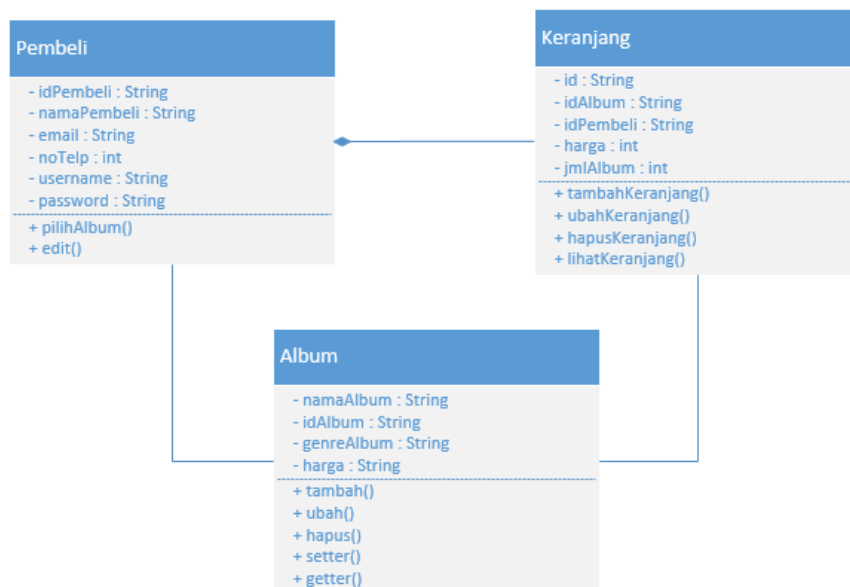 Pembeli
- idPembeli : String
- namaPembeli : String
- email : String
- noTelp : int
- username : String
- password : String
+ pilihAlbum()
+ edit()
Keranjang
- id : String
- idAlbum : String
- idPembeli : String
- harga : int
- jmlAlbum : int
+ tambahKeranjang()
+ ubahKeranjang()
+ hapusKeranjang()
+ lihatKeranjang()
Album
- namaAlbum : String
- idAlbum : String
- genreAlbum : String
- harga : String
+ tambah()
+ ubah()
+ hapus()
+ setter()
+ getter()